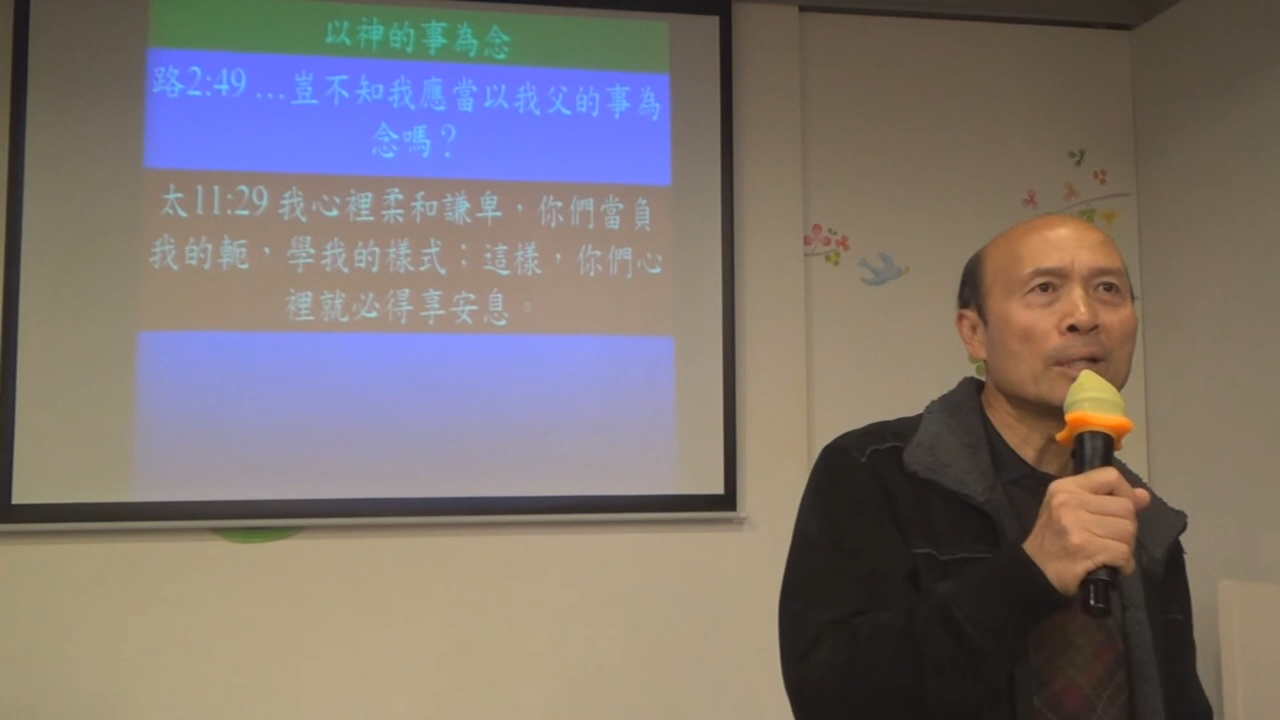 以神的事為念
路2:49 …豈不知我應當以我父的事為
念嗎？
太11:29 我心裡柔和謙卑，你們當負
我的軛，學我的樣式；這樣，你們心
裡就必得享安息。